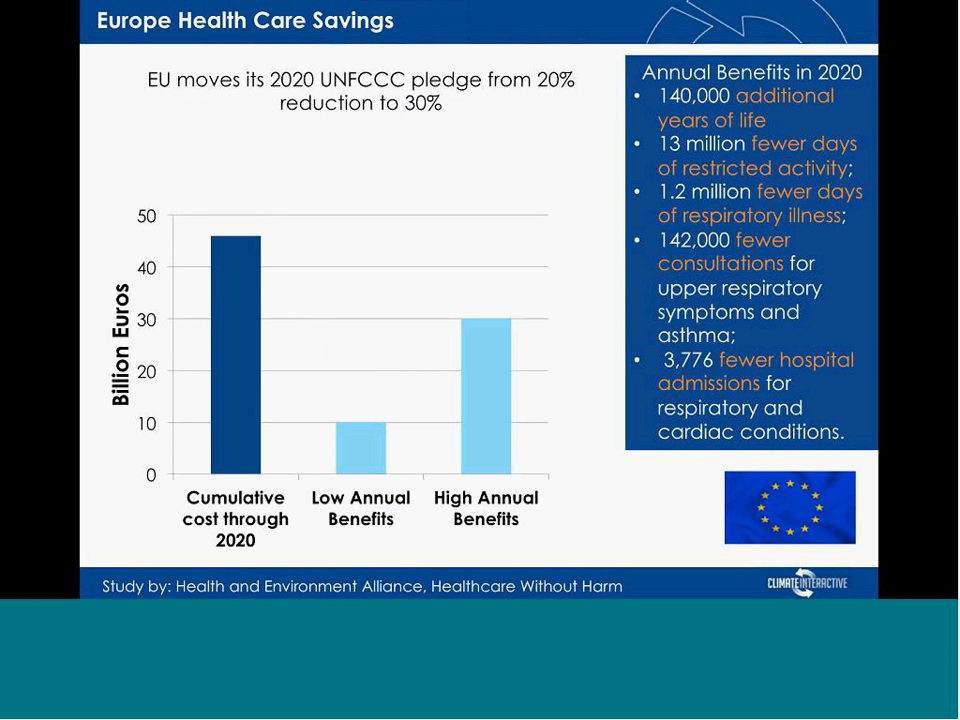 Europe Health Care Savings
EU moves its 2020 UNFCCC pledge from 20%
reduction to 30%
Billion Euros
50
40
30
20
10
0
Cumulative
cost through
2020
Low Annual
Benefits
High Annual
Benefits
Annual Benefits in 2020
• 140,000 additional
years of life
• 13 million fewer days
of restricted activity;
• 1.2 million fewer days
of respiratory illness;
• 142,000 fewer
consultations for
upper respiratory
symptoms and
asthma;
• 3,776 fewer hospital
admissions for
respiratory and
cardiac conditions.
Study by: Health and Environment Alliance, Healthcare Without Harm
CLIMATE INTERACTIVE